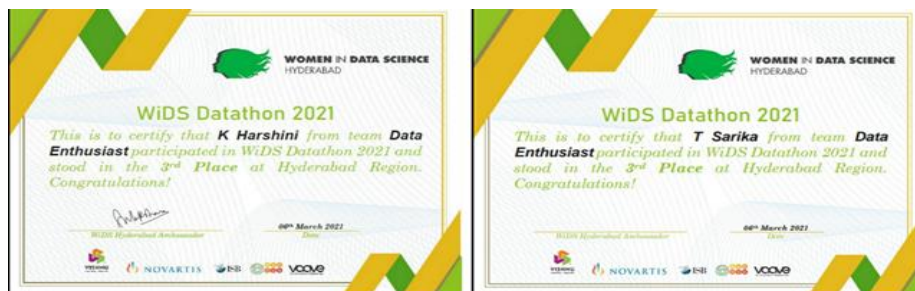 WOMEN IN DATA SCIENCE
HYDERABAD
WiDS Datathon 2021
This is to certify that K Harshini from team Data
Enthusiast participated in WiDS Datathon 2021 and
stood in the 3rd Place at Hyderabad Region.
Congratulations!
06th March 2021
WiDS Hyderabad Ambassador
Date
NOVARTIS
ISB
WOMEN IN DATA SCIENCE
HYDERABAD
WiDS Datathon 2021
This is to certify that T Sarika from team Data
Enthusiast participated in WiDS Datathon 2021 and
stood in the 3rd Place at Hyderabad Region.
Congratulations!
06th March 2021
WiDS Hyderabad Ambassador
Date
NOVARTIS
ISB